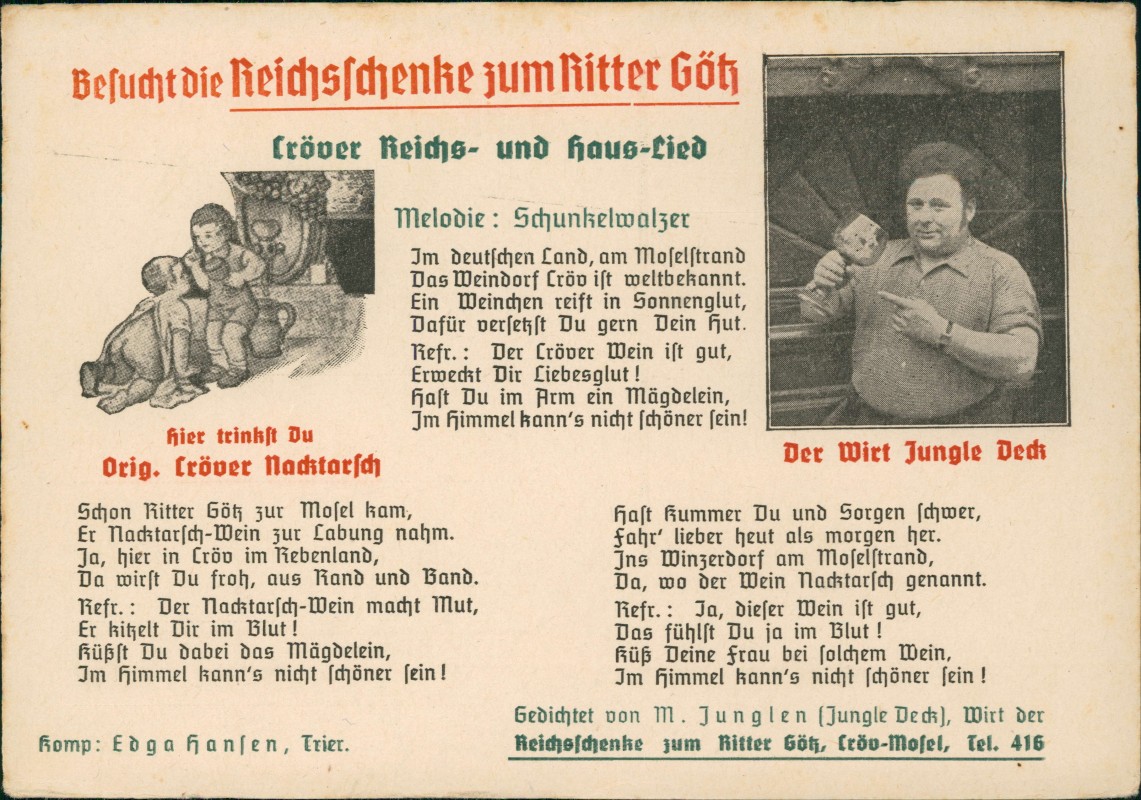 Besucht die Reichsschenke zum Ritter Götz
Cröver Reichs- und Haus-Lied
Melodie: Schunkelwalzer
Im deutschen Land, am Moselstrand
Das Weindorf Cröv ist weltbekannt.
Ein Weinchen reift in Sonnenglut,
Dafür versetzst Du gern Dein Hut.
Refr.: Der Cröver Wein ist gut,
Erweckt Dir Liebesglut!
Hast Du im Arm ein Mägdelein,
Im Himmel kann's nicht schöner sein!
Hier trinkst Du
Orig. Cröver Nacktarsch
Der Wirt Jungle Deck
Schon Ritter Götz zur Mosel kam,
Er Nacktarsch-Wein zur Labung nahm.
Ja, hier in Cröv im Rebenland,
Da wirst Du froh, aus Rand und Band.
Refr.: Der Nacktarsch-Wein macht Mut,
Er kitzelt Dir im Blut!
Küßst Du dabei das Mägdelein,
Im Himmel kann's nicht schöner sein!
Hast Kummer Du und Sorgen schwer,
Fahr' lieber heut als morgen her.
Ins Winzerdorf am Moselstrand,
Da, wo der Wein Nacktarsch genannt.
Refr.: Ja, dieser Wein ist gut,
Das fühlst Du ja im Blut!
Küß Deine Frau bei solchem Wein,
Im Himmel kann's nicht schöner sein!
Komp: Edga Hansen, Trier.
Gedichtet von M. Junglen (Jungle Deck), Wirt der
Reichsschenke zum Ritter Götz, Cröv-Mosel, Tel. 416